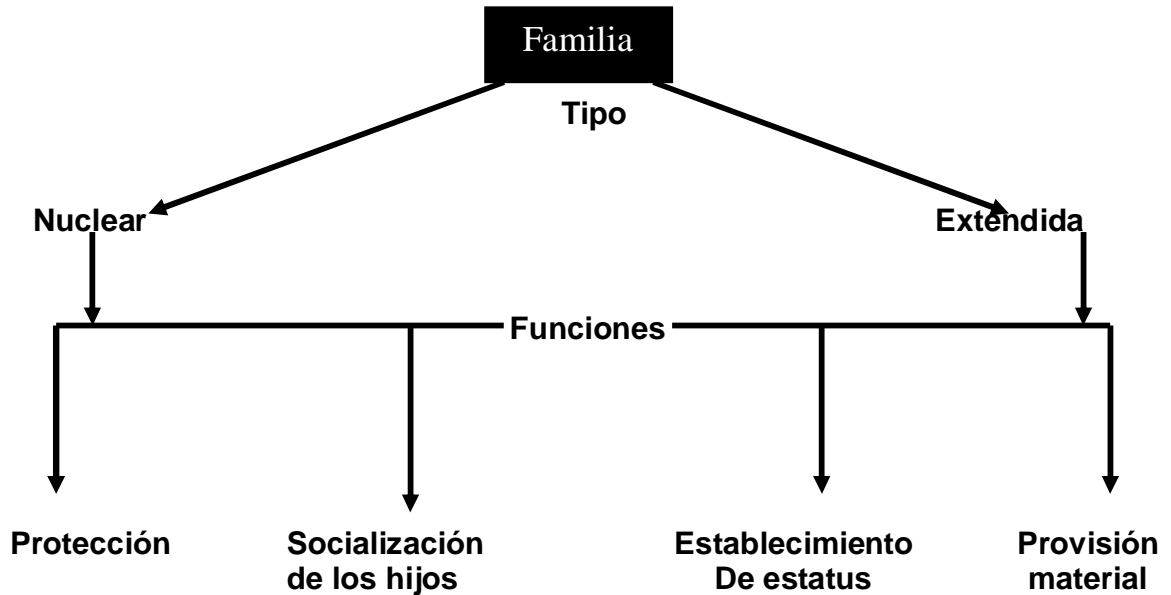 Familia
Tipo
Nuclear
Extendida
Funciones
Protección
Socialización
de los hijos
Establecimiento
De estatus
Provisión
material